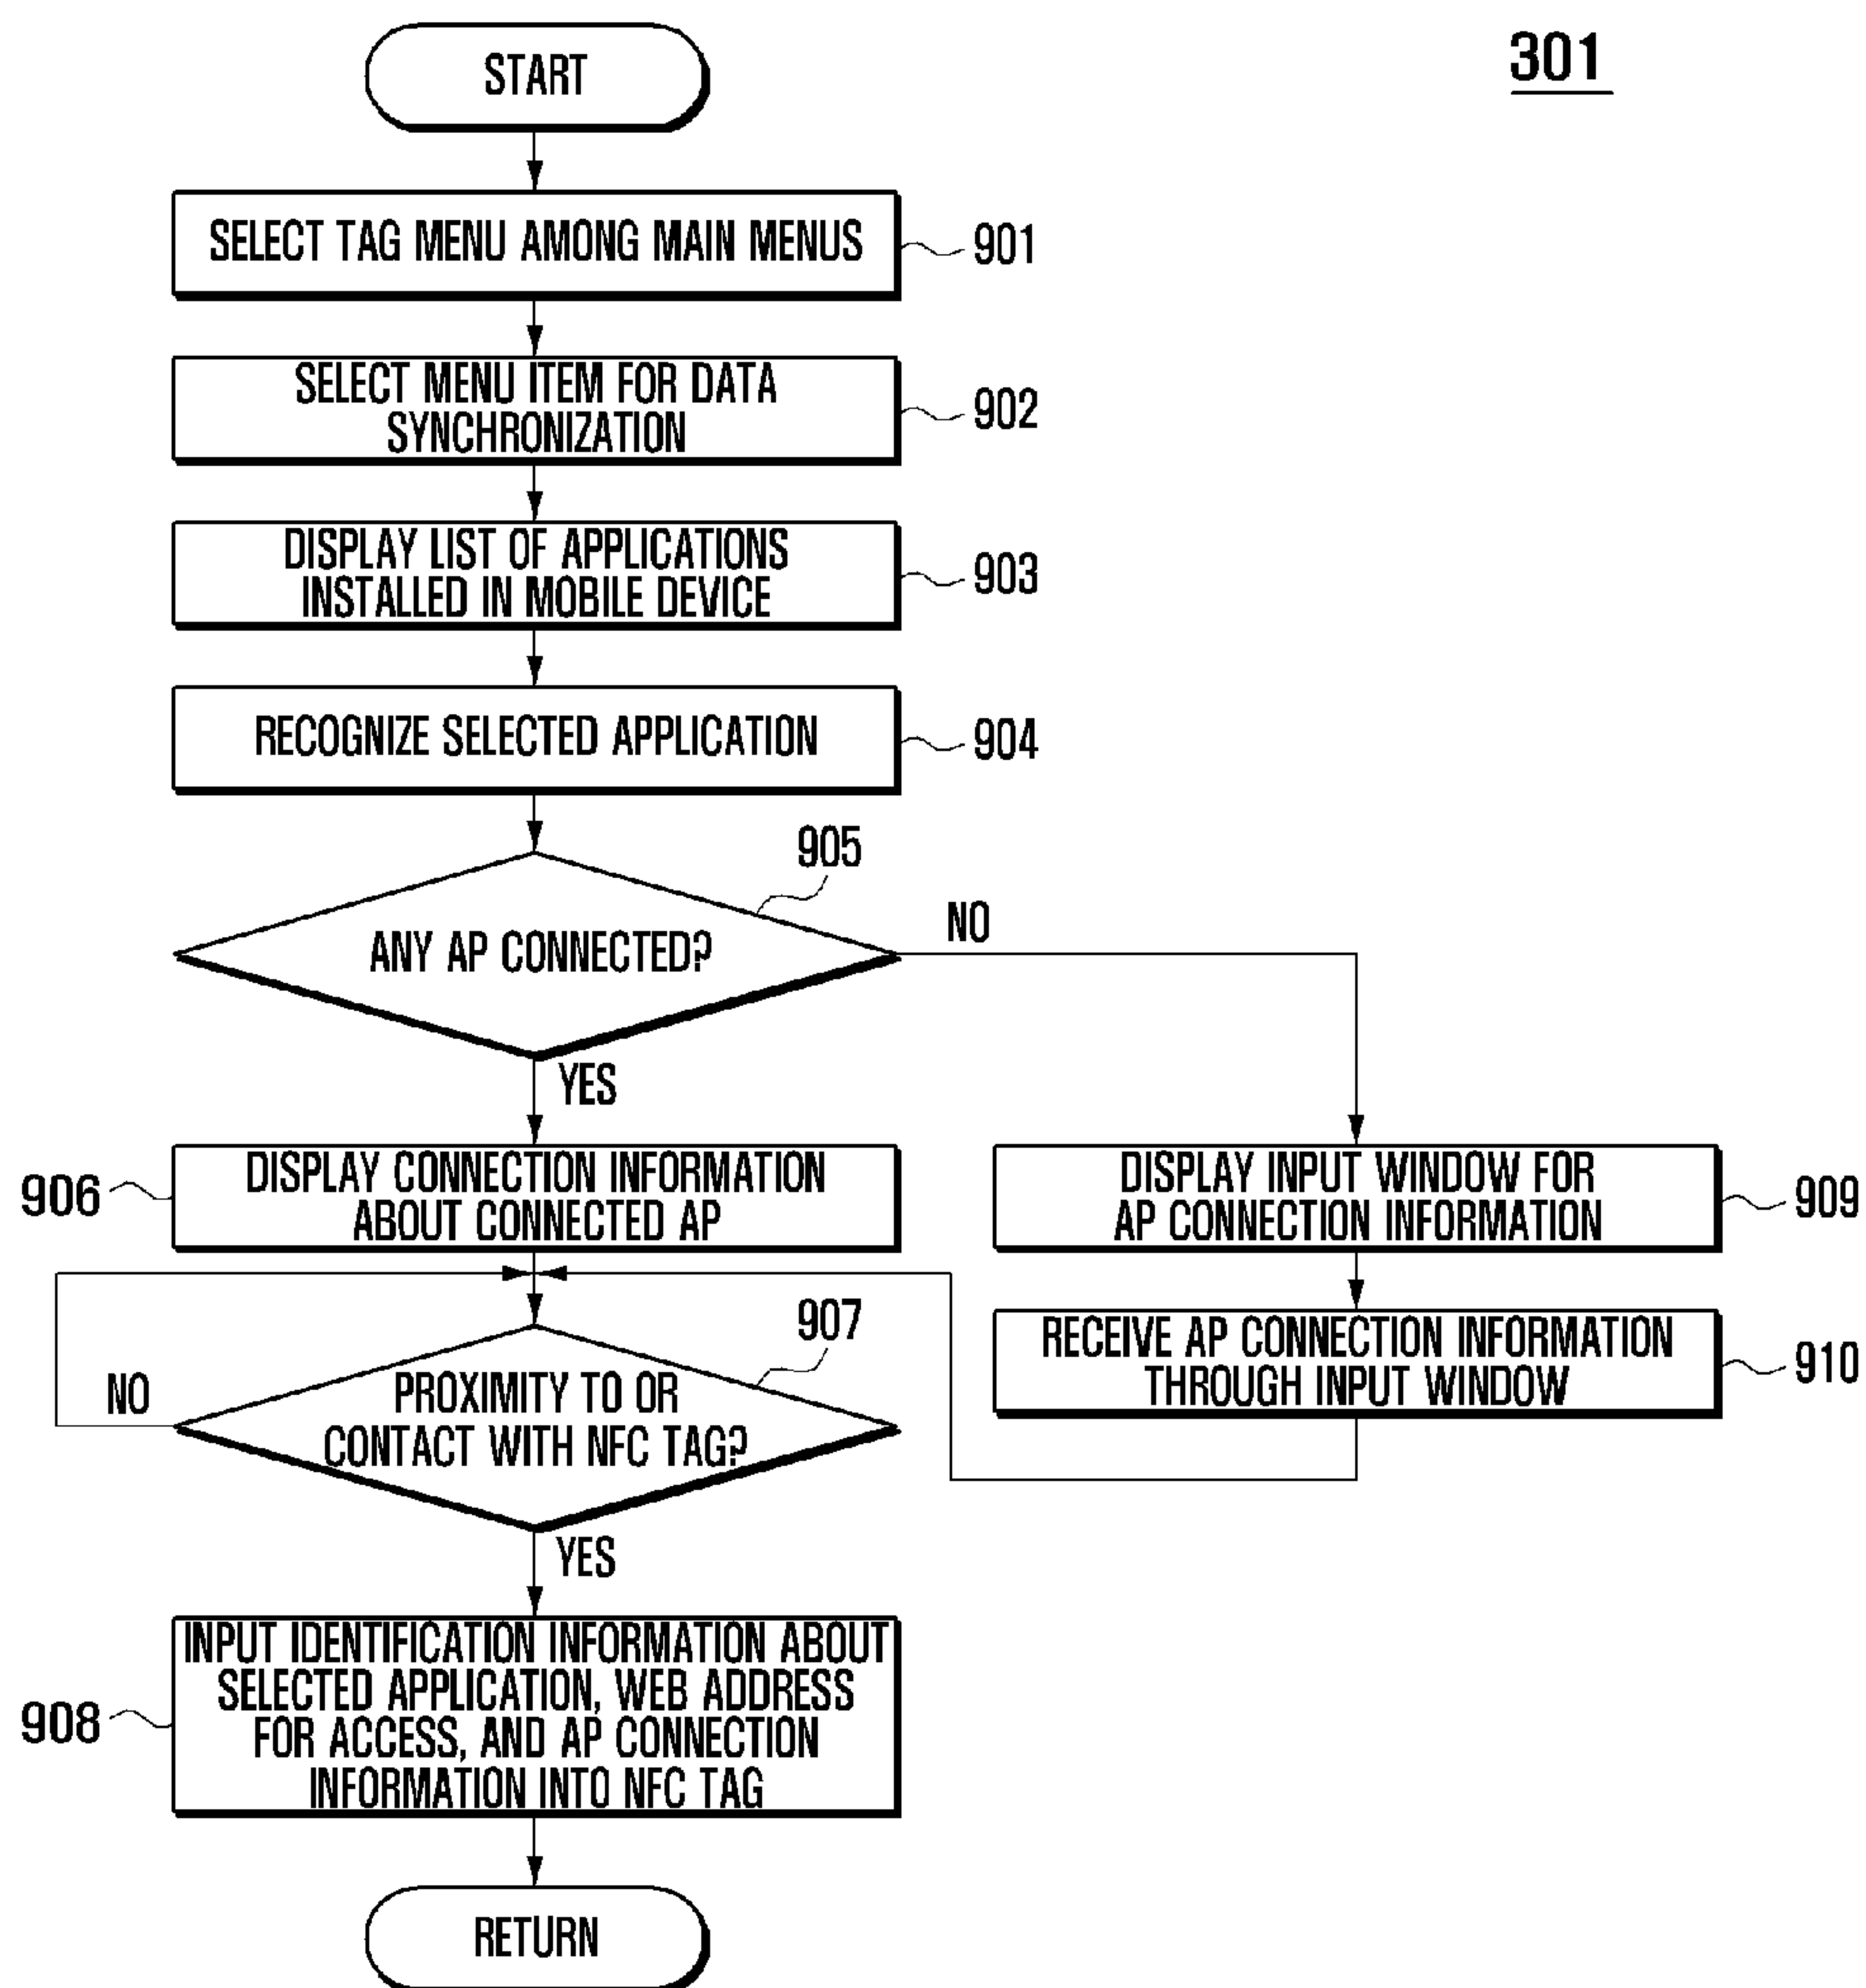 301
START
SELECT TAG MENU AMONG MAIN MENUS
901
SELECT MENU ITEM FOR DATA
SYNCHRONIZATION
902
DISPLAY LIST OF APPLICATIONS
INSTALLED IN MOBILE DEVICE
903
RECOGNIZE SELECTED APPLICATION
904
905
ANY AP CONNECTED?
NO
YES
906
DISPLAY CONNECTION INFORMATION
ABOUT CONNECTED AP
DISPLAY INPUT WINDOW FOR
AP CONNECTION INFORMATION
909
907
PROXIMITY TO OR
CONTACT WITH NFC TAG?
NO
RECEIVE AP CONNECTION INFORMATION
THROUGH INPUT WINDOW
910
YES
908
INPUT IDENTIFICATION INFORMATION ABOUT
SELECTED APPLICATION, WEB ADDRESS
FOR ACCESS, AND AP CONNECTION
INFORMATION INTO NFC TAG
RETURN